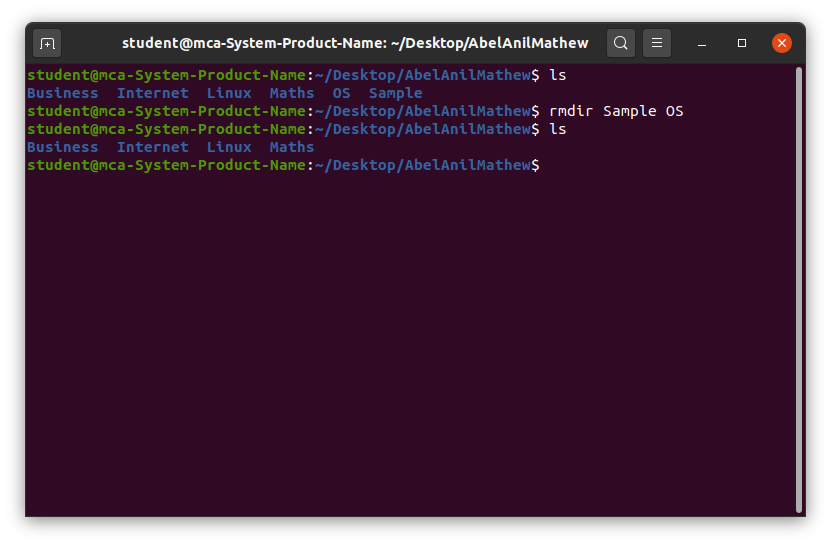 student@mca-System-Product-Name: ~/Desktop/AbelAnilMathew
student@mca-System-Product-Name:~/Desktop/AbelAnilMathew$ ls
Business  Internet  Linux  Maths  OS  Sample
student@mca-System-Product-Name:~/Desktop/AbelAnilMathew$ rmdir Sample OS
student@mca-System-Product-Name:~/Desktop/AbelAnilMathew$ ls
Business  Internet  Linux  Maths
student@mca-System-Product-Name:~/Desktop/AbelAnilMathew$